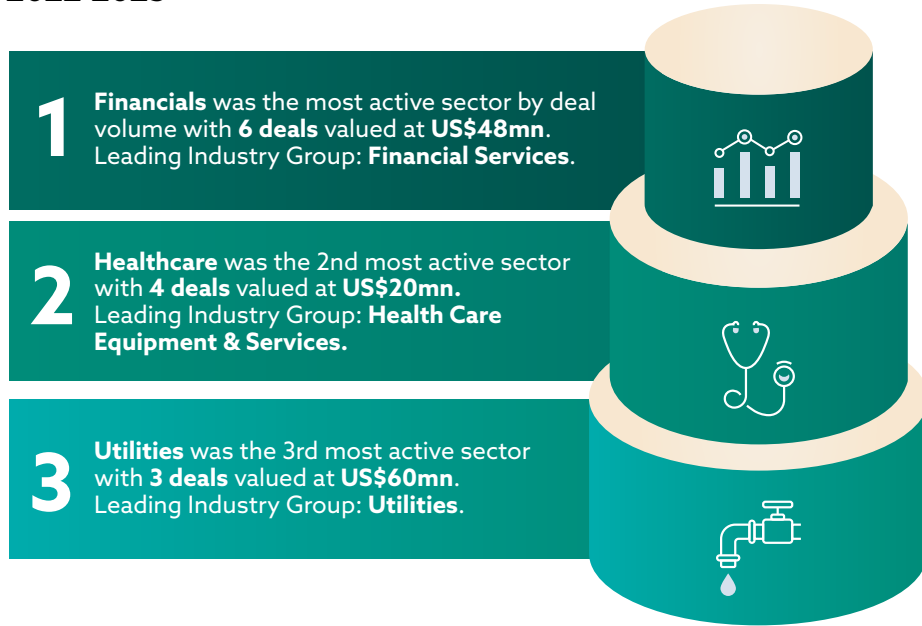 1
Financials was the most active sector by deal
volume with 6 deals valued at US$48mn.
Leading Industry Group: Financial Services.
2
Healthcare was the 2nd most active sector
with 4 deals valued at US$20mn.
Leading Industry Group: Health Care
Equipment & Services.
3
Utilities was the 3rd most active sector
with 3 deals valued at US$60mn.
Leading Industry Group: Utilities.